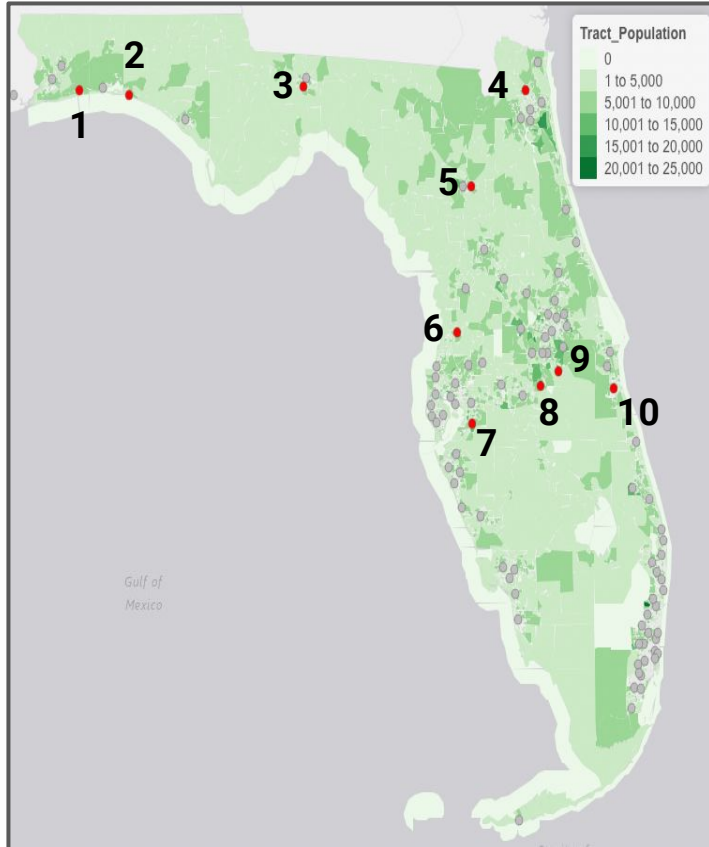 Tract_Population
0
1 to 5,000
5,001 to 10,000
10,001 to 15,000
15,001 to 20,000
20,001 to 25,000
1
2
3
4
5
6
7
8
9
10
Gulf of
Mexico